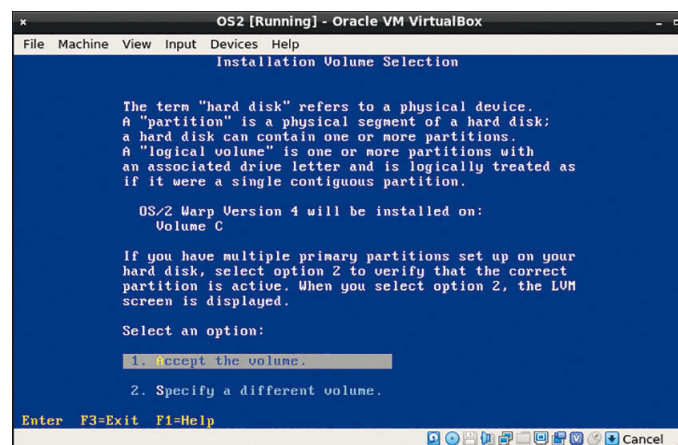 OS2 [Running] - Oracle VM VirtualBox
File Machine View Input Devices Help
Installation Volume Selection
The term "hard disk" refers to a physical device.
A "partition" is a physical segment of a hard disk;
a hard disk can contain one or more partitions.
A "logical volume" is one or more partitions with
an associated drive letter and is logically treated as
if it were a single contiguous partition.
OS/2 Warp Version 4 will be installed on:
Volume C
If you have multiple primary partitions set up on your
hard disk, select option 2 to verify that the correct
partition is active. When you select option 2, the LVM
screen is displayed.
Select an option:
1. Accept the volume.
2. Specify a different volume.
Enter F3=Exit F1=Help
Cancel